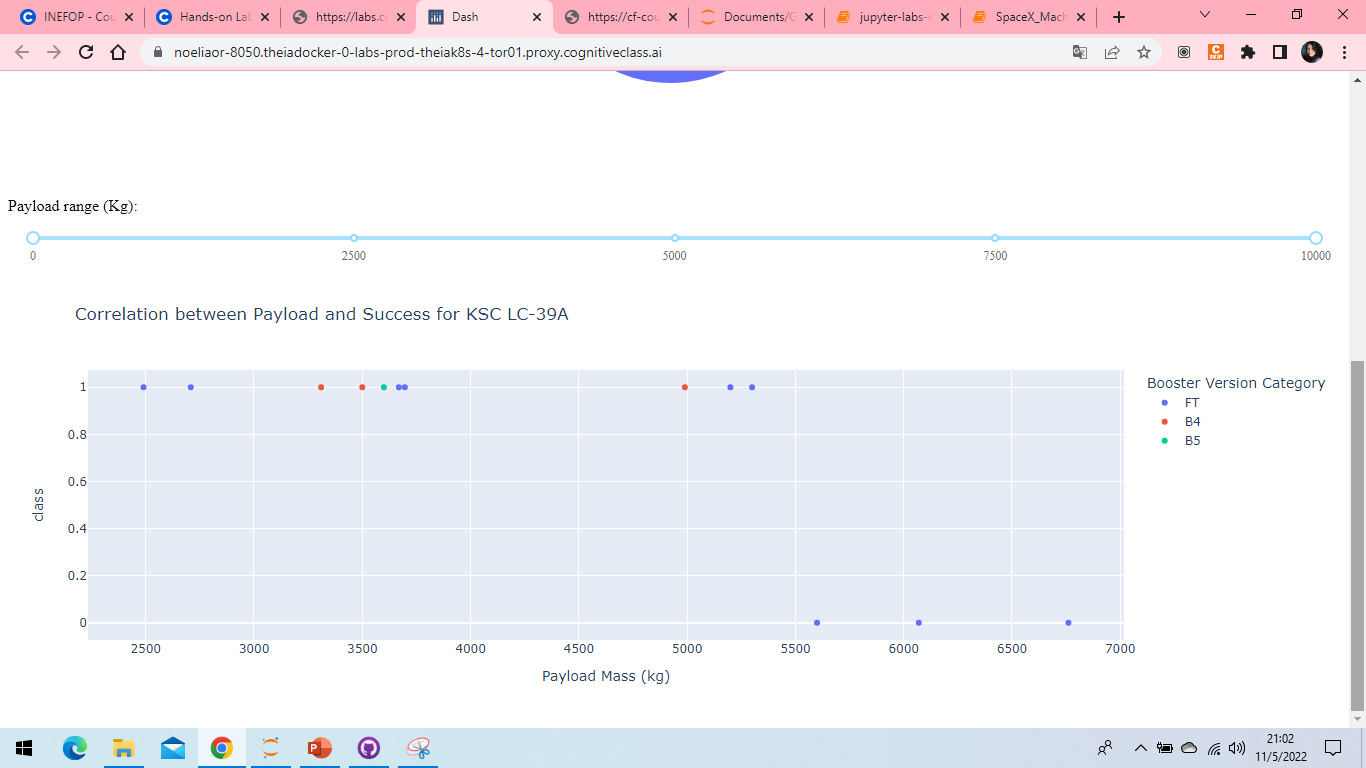 INEFOP - Cou
Hands-on Lab
https://labs.co
Dash
https://cf-cou
Documents/G
jupyter-labs-e
SpaceX_Mach
noeliaor-8050.theiadocker-0-labs-prod-theiak8s-4-tor01.proxy.cognitiveclass.ai
Payload range (Kg):
0 2500 5000 7500 10000
Correlation between Payload and Success for KSC LC-39A
Booster Version Category
FT
B4
B5
1
0.8
0.6
0.4
0.2
0
class
2500 3000 3500 4000 4500 5000 5500 6000 6500 7000
Payload Mass (kg)
21:02
11/5/2022